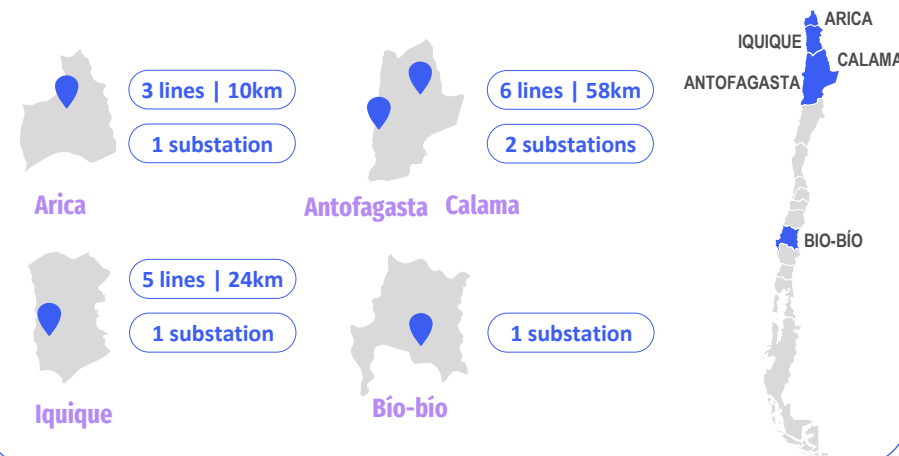 3 lines | 10km
1 substation
Arica
6 lines | 58km
2 substations
Antofagasta Calama
5 lines | 24km
1 substation
Iquique
1 substation
Bío-bío
ARICA
IQUIQUE
CALAMA
ANTOFAGASTA
BIO-BÍO